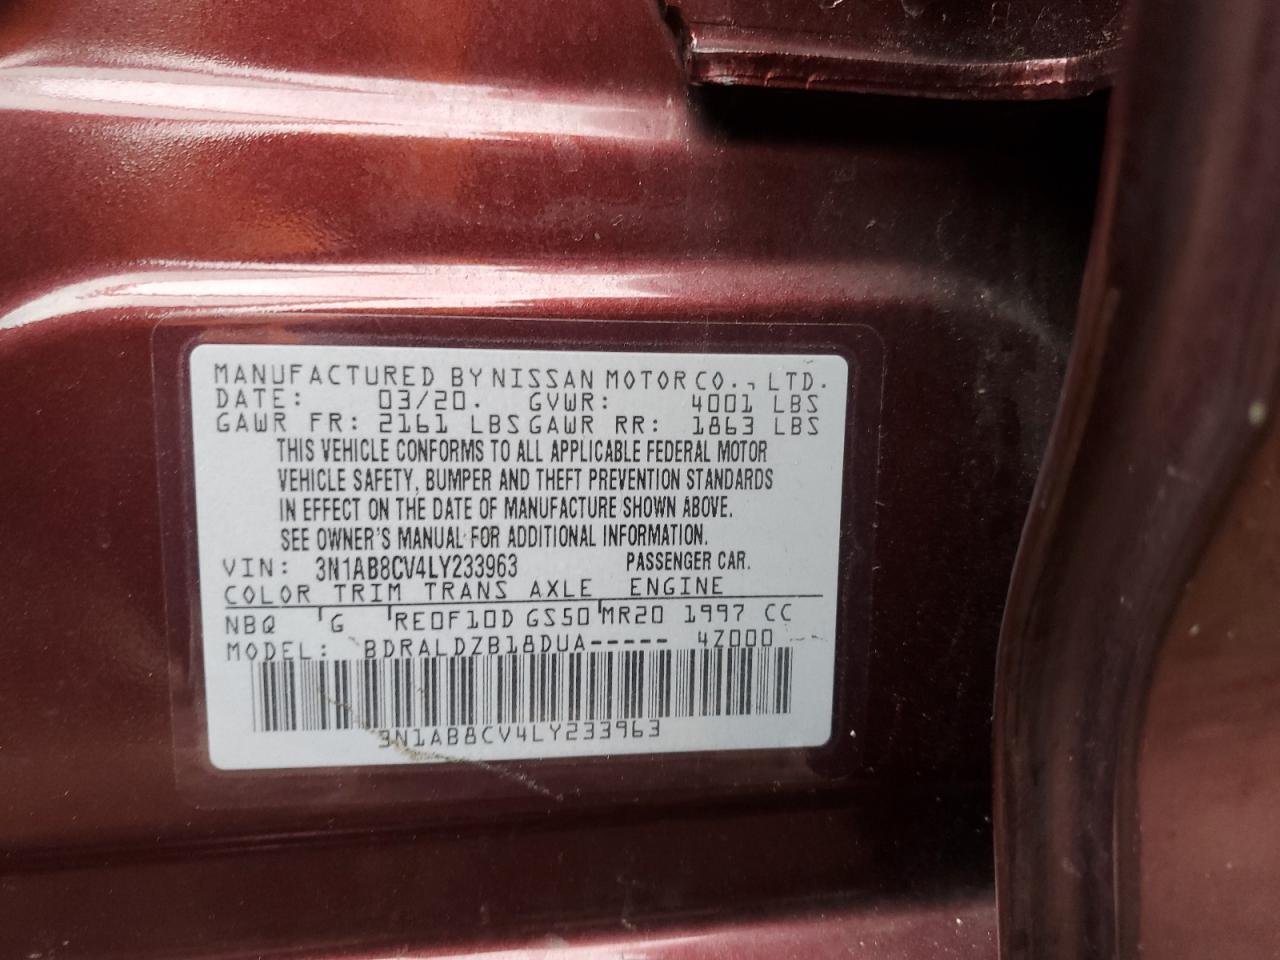 MANUFACTURED BY NISSAN MOTOR CO., LTD.
DATE: 03/20. GVWR: 4001 LBS
GAWR FR: 2161 LBS GAWR RR: 1863 LBS
THIS VEHICLE CONFORMS TO ALL APPLICABLE FEDERAL MOTOR
VEHICLE SAFETY, BUMPER AND THEFT PREVENTION STANDARDS
IN EFFECT ON THE DATE OF MANUFACTURE SHOWN ABOVE.
SEE OWNER'S MANUAL FOR ADDITIONAL INFORMATION.
VIN: 3N1AB8CV4LY233963 PASSENGER CAR.
COLOR TRIM TRANS AXLE ENGINE
NBQ G RE0F10D GS50 MR20 1997 CC
MODEL: BDRALDZB18DUA----- 4Z000 ---
3N1AB8CV4LY233963